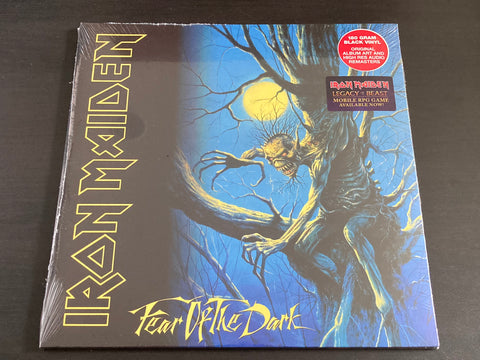 IRON MAIDEN
180 GRAM
BLACK VINYL
ORIGINAL
ALBUM ART AND
HIGH RES AUDIO
REMASTERS
IRON MAIDEN
LEGACY OF THE BEAST
MOBILE RPG GAME
AVAILABLE NOW!
Fear Of The Dark